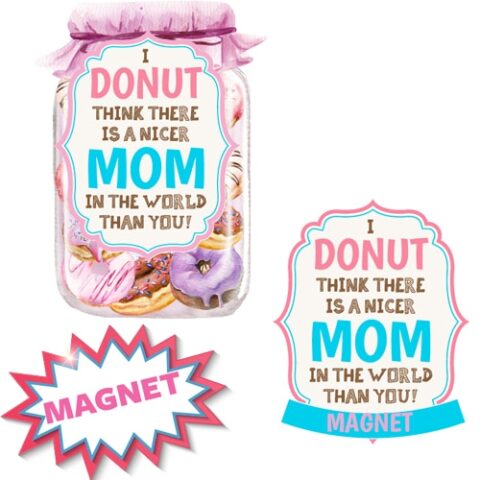 I
DONUT
THINK THERE
IS A NICER
MOM
IN THE WORLD
THAN YOU!
MAGNET
I
DONUT
THINK THERE
IS A NICER
MOM
IN THE WORLD
THAN YOU!
MAGNET